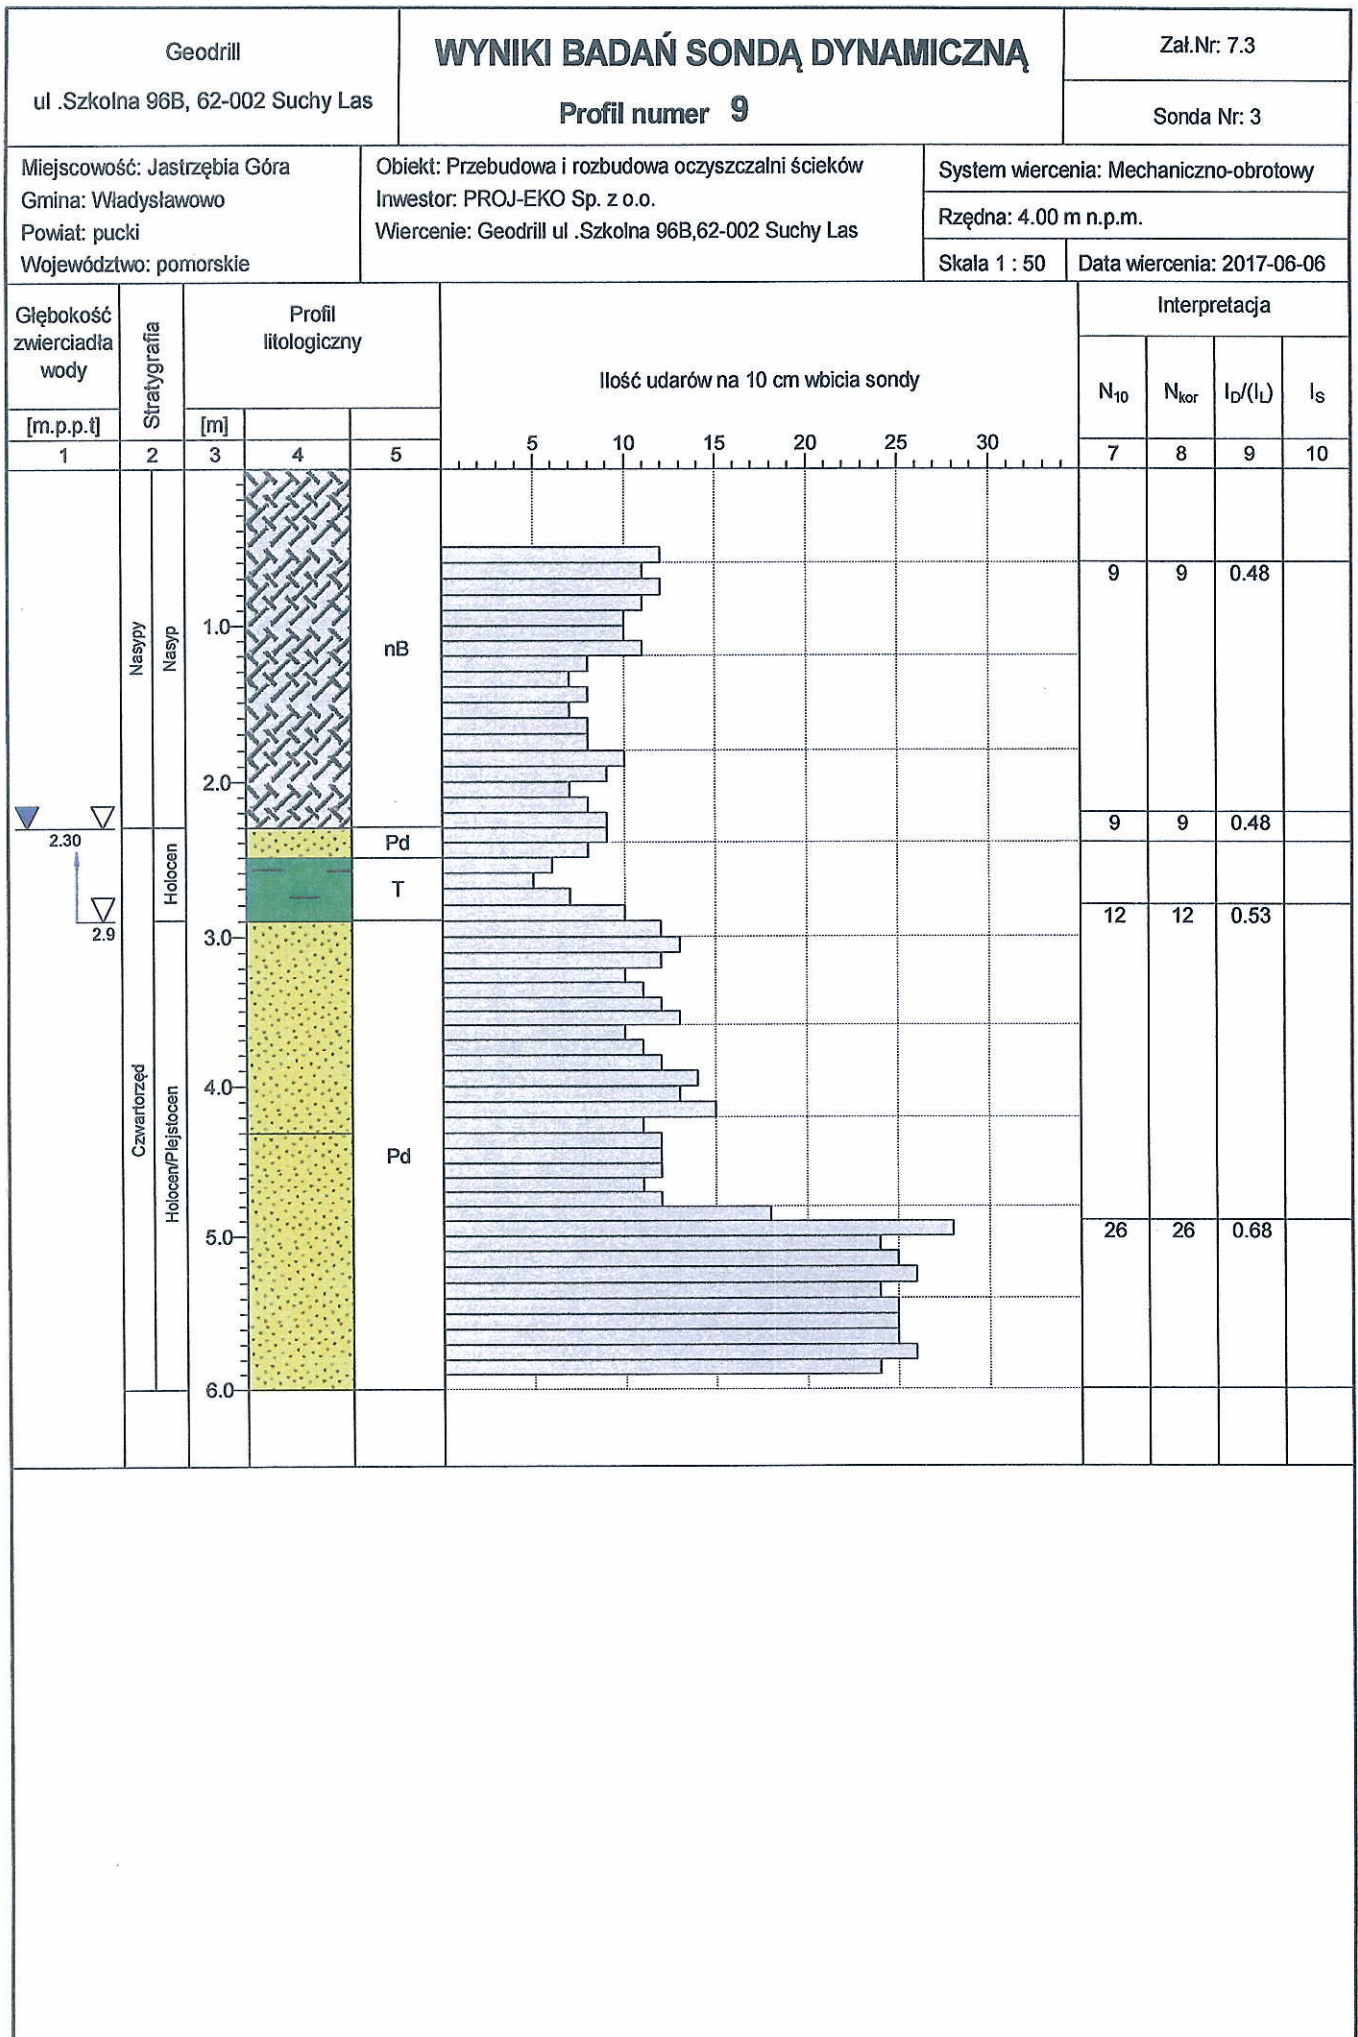 Geodrill
ul .Szkolna 96B, 62-002 Suchy Las
WYNIKI BADAŃ SONDĄ DYNAMICZNĄ
Profil numer 9
Zał.Nr: 7.3
Sonda Nr: 3
Miejscowość: Jastrzębia Góra
Gmina: Władysławowo
Powiat: pucki
Województwo: pomorskie
Obiekt: Przebudowa i rozbudowa oczyszczalni ścieków
Inwestor: PROJ-EKO Sp. z o.o.
Wiercenie: Geodrill ul .Szkolna 96B,62-002 Suchy Las
System wiercenia: Mechaniczno-obrotowy
Rzędna: 4.00 m n.p.m.
Skala 1 : 50
Data wiercenia: 2017-06-06
Głębokość
zwierciadła
wody
[m.p.p.t]
Stratygrafia
Profil
litologiczny
[m]
Ilość udarów na 10 cm wbicia sondy
Interpretacja
N10 Nkor ID/(IL) IS
1 2 3 4 5
5 10 15 20 25 30
7 8 9 10
Nasypy
Nasyp
nB
1.0
2.0
9 9 0.48
9 9 0.48
2.30
Holocen
Pd
T
2.9
12 12 0.53
3.0
4.0
Czwartorzęd
Holocen/Plejstocen
Pd
5.0
26 26 0.68
6.0